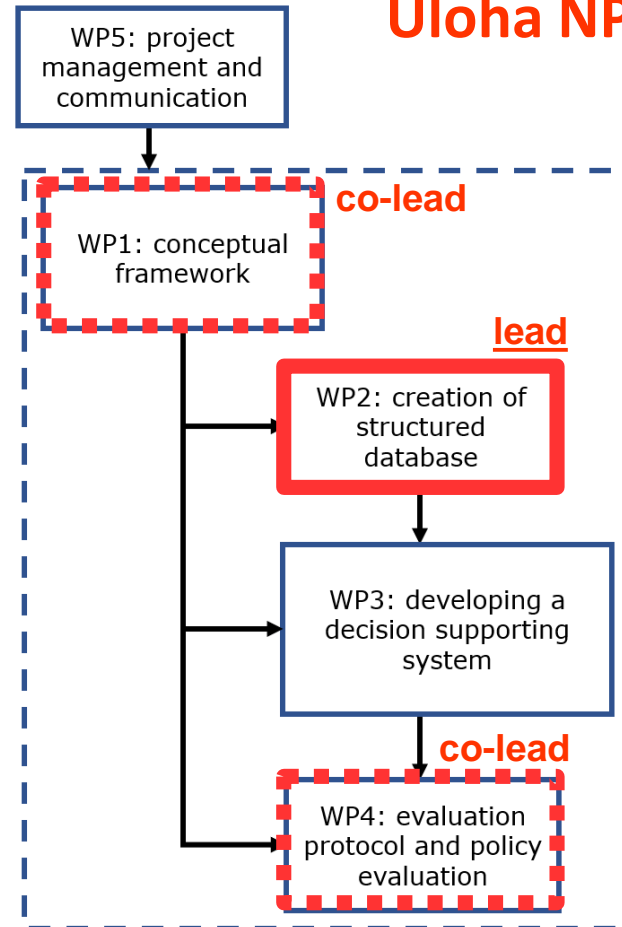 Uloha NP
WP5: project
management and
communication
co-lead
WP1: conceptual
framework
lead
WP2: creation of
structured
database
WP3: developing a
decision supporting
system
co-lead
WP4: evaluation
protocol and policy
evaluation